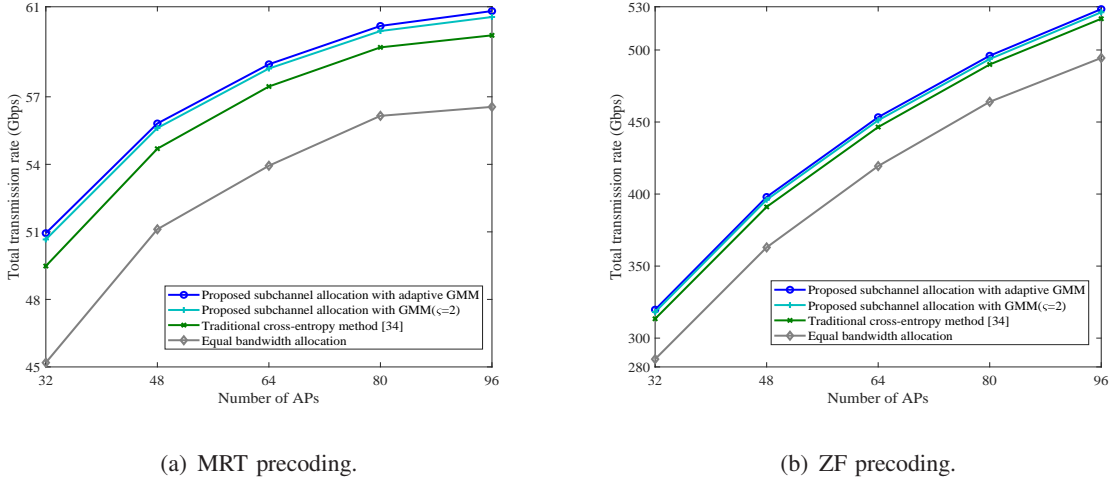 61
57
54
51
48
45
Total transmission rate (Gbps)
Proposed subchannel allocation with adaptive GMM
Proposed subchannel allocation with GMM(ς=2)
Traditional cross-entropy method [34]
Equal bandwidth allocation
32 48 64 80 96
Number of APs
(a) MRT precoding.
530
500
450
400
350
300
280
Total transmission rate (Gbps)
Proposed subchannel allocation with adaptive GMM
Proposed subchannel allocation with GMM(ς=2)
Traditional cross-entropy method [34]
Equal bandwidth allocation
32 48 64 80 96
Number of APs
(b) ZF precoding.